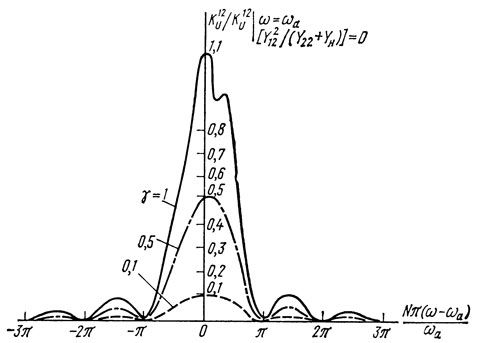 K_U^12/K_U^12|ω=ω_a
[Y_12^2/(Y_22+Y_н)]=0
1,1
0,8
0,7
0,6
0,5
0,4
0,3
0,2
0,1
γ=1
0,5
0,1
-3π -2π -π 0 π 2π 3π
Nπ(ω-ω_a)
ω_a